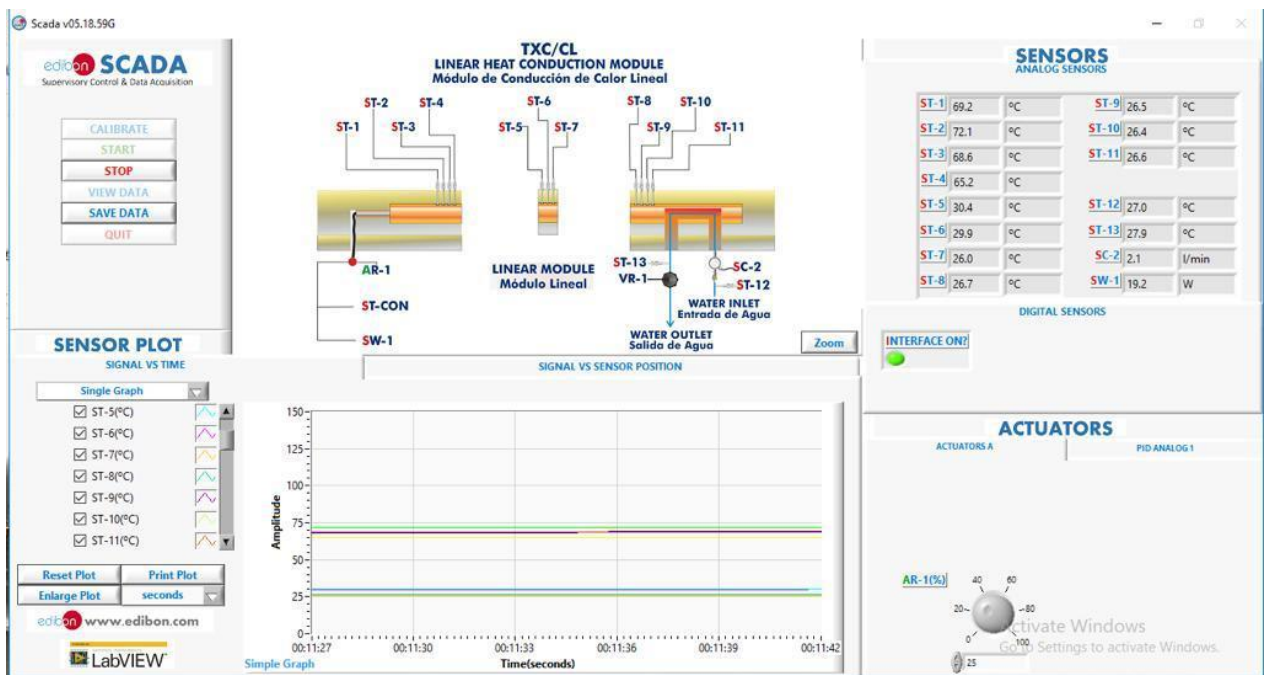 Scada v05.18.59G
edibon SCADA
Supervisory Control & Data Acquisition
CALIBRATE
START
STOP
VIEW DATA
SAVE DATA
QUIT
TXC/CL
LINEAR HEAT CONDUCTION MODULE
Módulo de Conducción de Calor Lineal
ST-2 ST-4 ST-6 ST-8 ST-10
ST-1 ST-3 ST-5 ST-7 ST-9 ST-11
AR-1
ST-CON
SW-1
LINEAR MODULE
Módulo Lineal
ST-13
VR-1
SC-2
ST-12
WATER INLET
Entrada de Agua
WATER OUTLET
Salida de Agua
Zoom
SENSORS
ANALOG SENSORS
ST-1 69.2 ºC ST-9 26.5 ºC
ST-2 72.1 ºC ST-10 26.4 ºC
ST-3 68.6 ºC ST-11 26.6 ºC
ST-4 65.2 ºC
ST-5 30.4 ºC ST-12 27.0 ºC
ST-6 29.9 ºC ST-13 27.9 ºC
ST-7 26.0 ºC SC-2 2.1 l/min
ST-8 26.7 ºC SW-1 19.2 W
DIGITAL SENSORS
INTERFACE ON?
SENSOR PLOT
SIGNAL VS TIME
SIGNAL VS SENSOR POSITION
Single Graph
ST-5(ºC)
ST-6(ºC)
ST-7(ºC)
ST-8(ºC)
ST-9(ºC)
ST-10(ºC)
ST-11(ºC)
Reset Plot Print Plot
Enlarge Plot seconds
edibon www.edibon.com
LabVIEW
Amplitude
150
125
100
75
50
25
0
00:11:27 00:11:30 00:11:33 00:11:36 00:11:39 00:11:42
Simple Graph Time(seconds)
ACTUATORS
ACTUATORS A PID ANALOG 1
AR-1(%)
40 60
20 80
0 100
25
Activate Windows
Go to Settings to activate Windows.